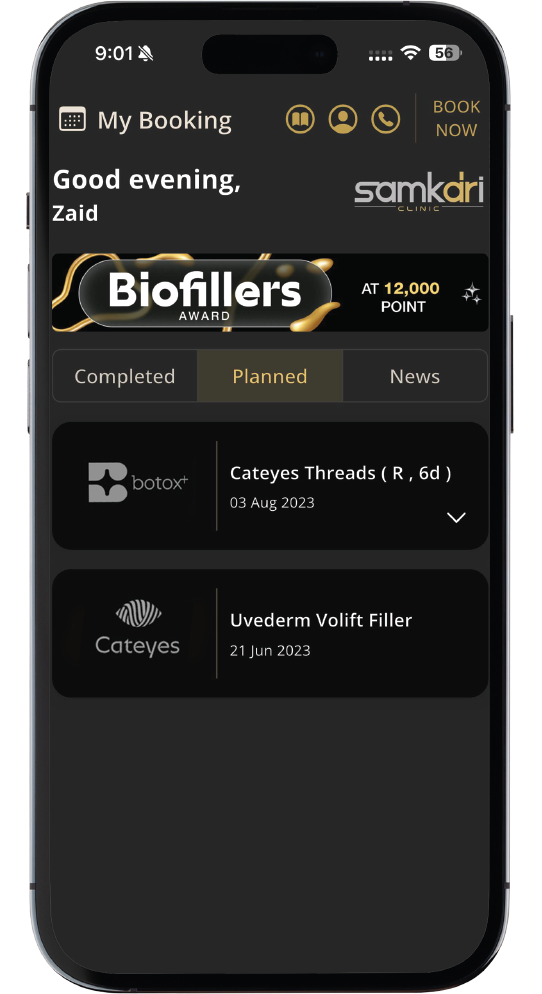 9:01
56
My Booking
BOOK
NOW
Good evening,
Zaid
samkari
CLINIC
Biofillers
AWARD
AT 12,000
POINT
Completed
Planned
News
botox+
Cateyes Threads ( R , 6d )
03 Aug 2023
Cateyes
Uvederm Volift Filler
21 Jun 2023